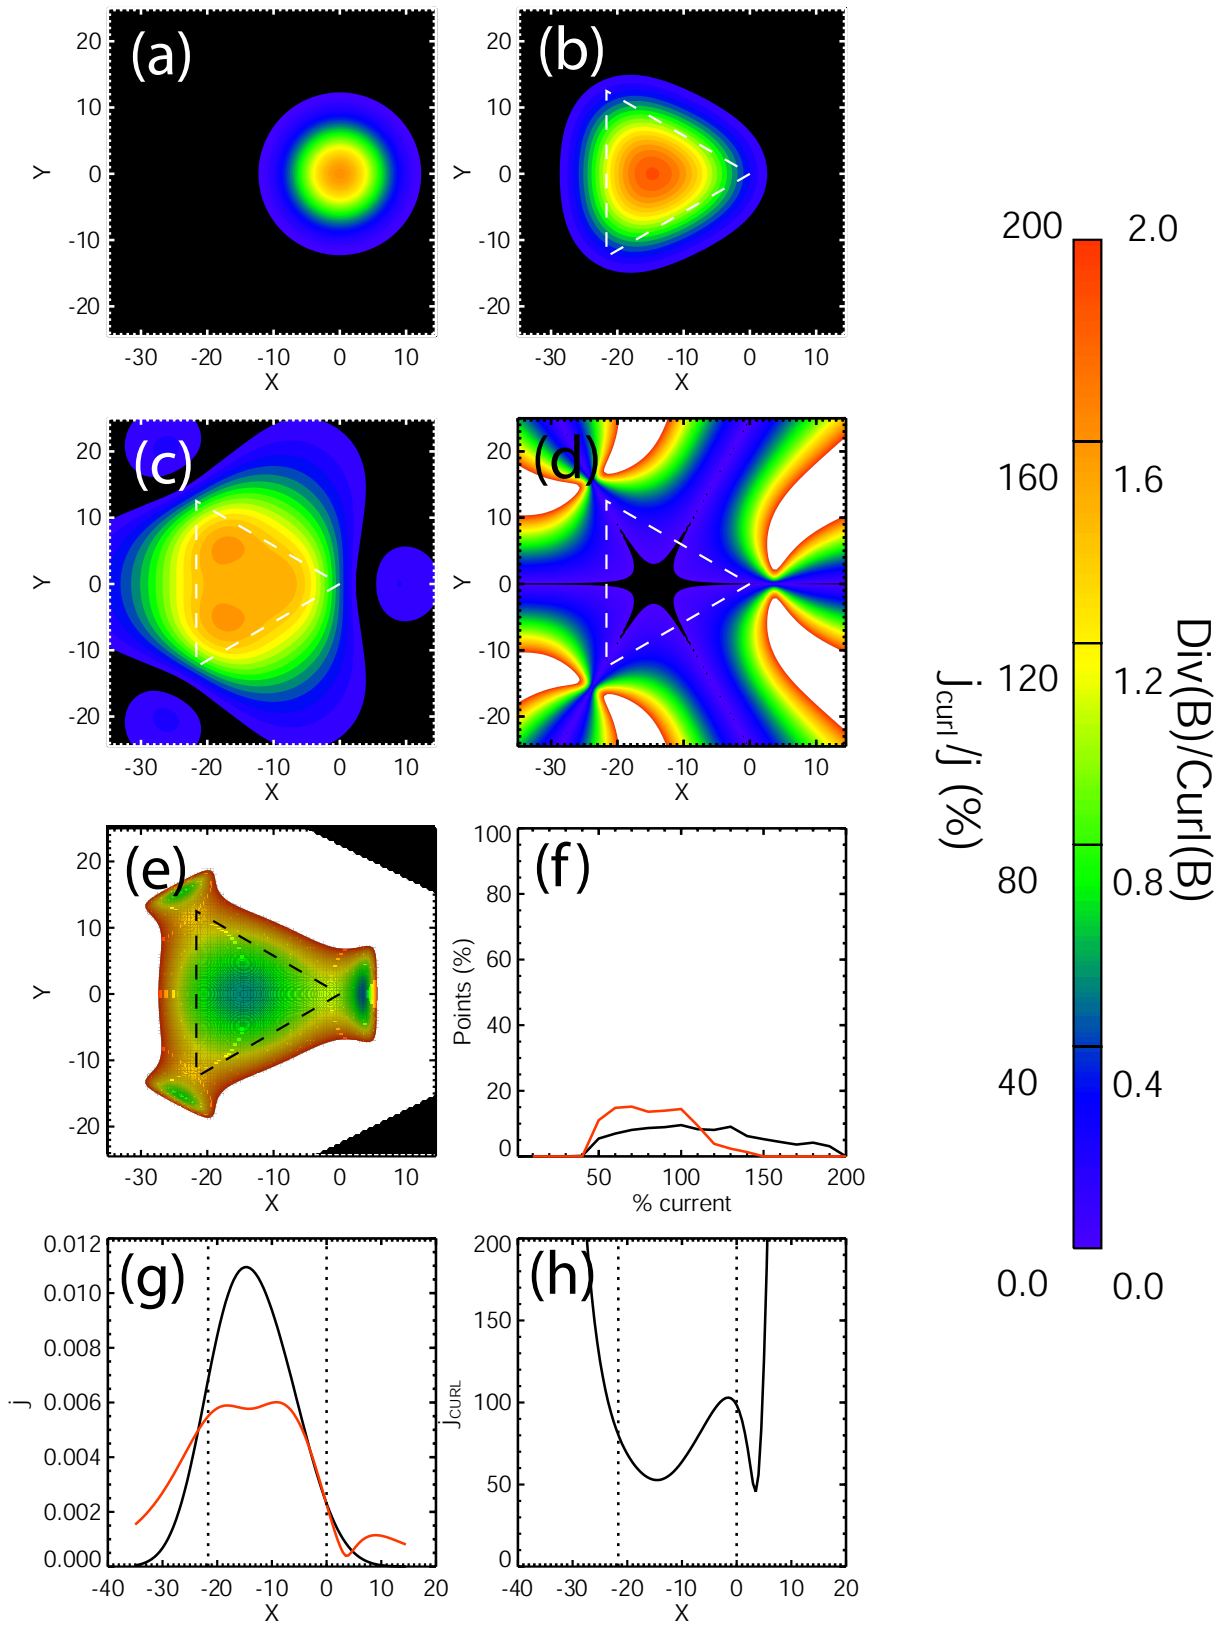 (a)
20
10
0
-10
-20
Y
-30 -20 -10 0 10
X
(b)
20
10
0
-10
-20
Y
-30 -20 -10 0 10
X
(c)
20
10
0
-10
-20
Y
-30 -20 -10 0 10
X
(d)
20
10
0
-10
-20
Y
-30 -20 -10 0 10
X
(e)
20
10
0
-10
-20
Y
-30 -20 -10 0 10
X
(f)
100
80
60
40
20
0
Points (%)
50 100 150 200
% current
(g)
0.012
0.010
0.008
0.006
0.004
0.002
0.000
j
-40 -30 -20 -10 0 10 20
X
(h)
200
150
100
50
0
jCURL
-40 -30 -20 -10 0 10 20
X
200 2.0
160 1.6
120 1.2
80 0.8
40 0.4
0.0 0.0
jcurl/j (%)
Div(B)/Curl(B)